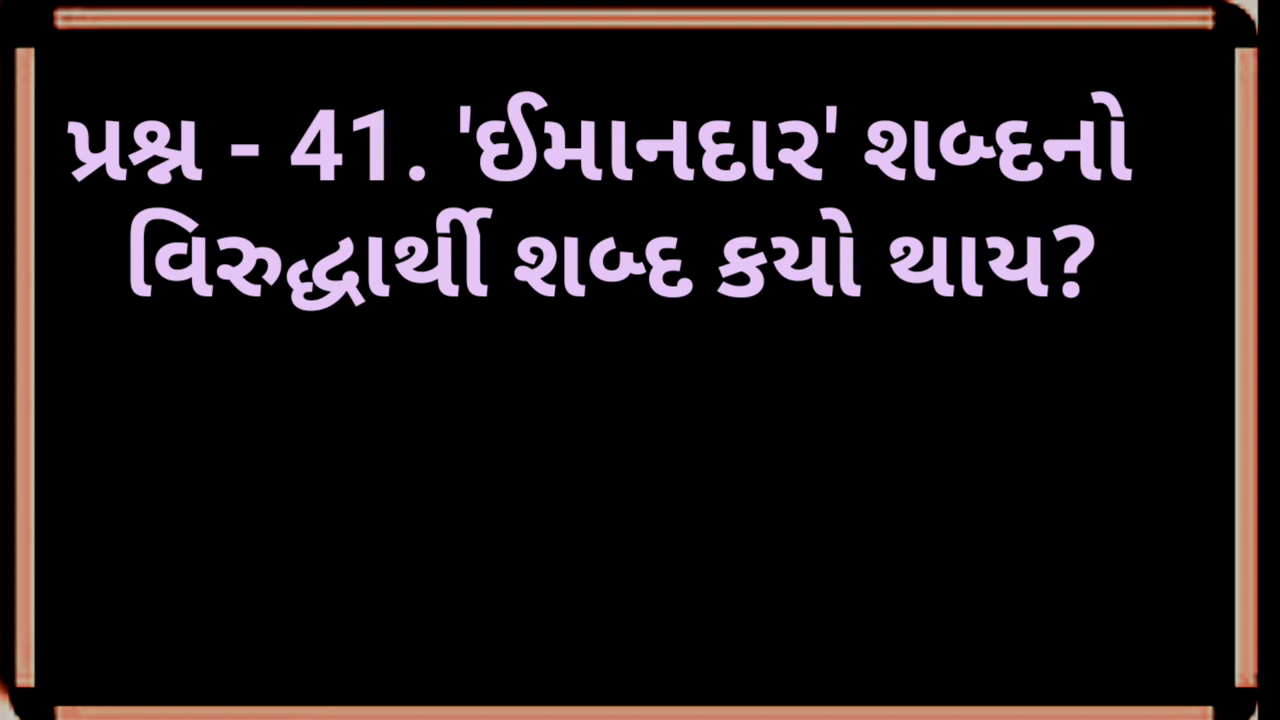 પ્રશ્ન - 41. 'ઈમાનદાર' શબ્દનો
વિરુદ્ધાર્થી શબ્દ કયો થાય?